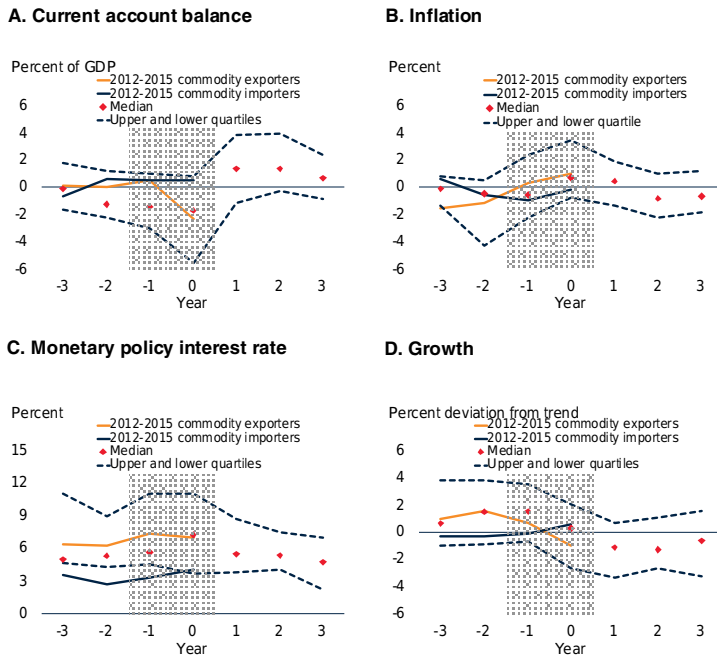 A. Current account balance
Percent of GDP
2012-2015 commodity exporters
2012-2015 commodity importers
Median
Upper and lower quartiles
6
4
2
0
-2
-4
-6
-3 -2 -1 0 1 2 3
Year
B. Inflation
Percent
2012-2015 commodity exporters
2012-2015 commodity importers
Median
Upper and lower quartile
6
4
2
0
-2
-4
-6
-3 -2 -1 0 1 2 3
Year
C. Monetary policy interest rate
Percent
2012-2015 commodity exporters
2012-2015 commodity importers
Median
Upper and lower quartiles
15
12
9
6
3
0
-3 -2 -1 0 1 2 3
Year
D. Growth
Percent deviation from trend
2012-2015 commodity exporters
2012-2015 commodity importers
Median
Upper and lower quartiles
6
4
2
0
-2
-4
-6
-3 -2 -1 0 1 2 3
Year